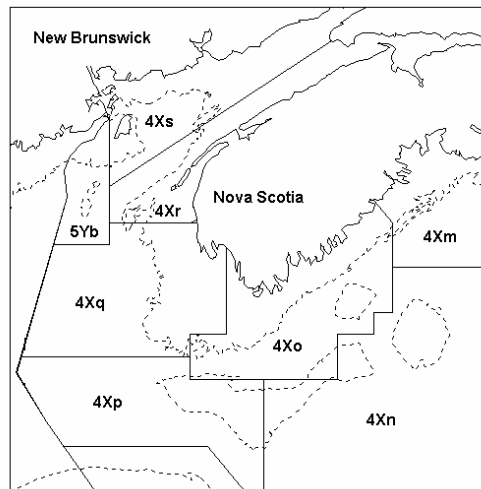 New Brunswick
4Xs
4Xr
Nova Scotia
5Yb
4Xm
4Xq
4Xo
4Xp
4Xn